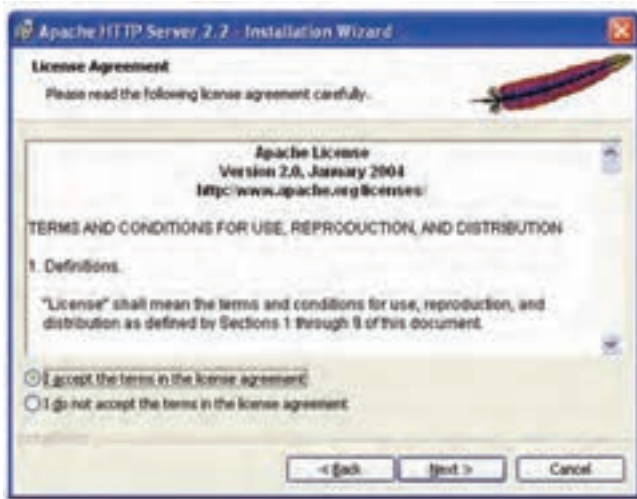 Apache HTTP Server 2.2 - Installation Wizard
License Agreement
Please read the following license agreement carefully.
Apache License
Version 2.0, January 2004
http://www.apache.org/licenses/
TERMS AND CONDITIONS FOR USE, REPRODUCTION, AND DISTRIBUTION
1. Definitions.
"License" shall mean the terms and conditions for use, reproduction, and
distribution as defined by Sections 1 through 9 of this document.
I accept the terms in the license agreement
I do not accept the terms in the license agreement
InstallShield
< Back
Next >
Cancel